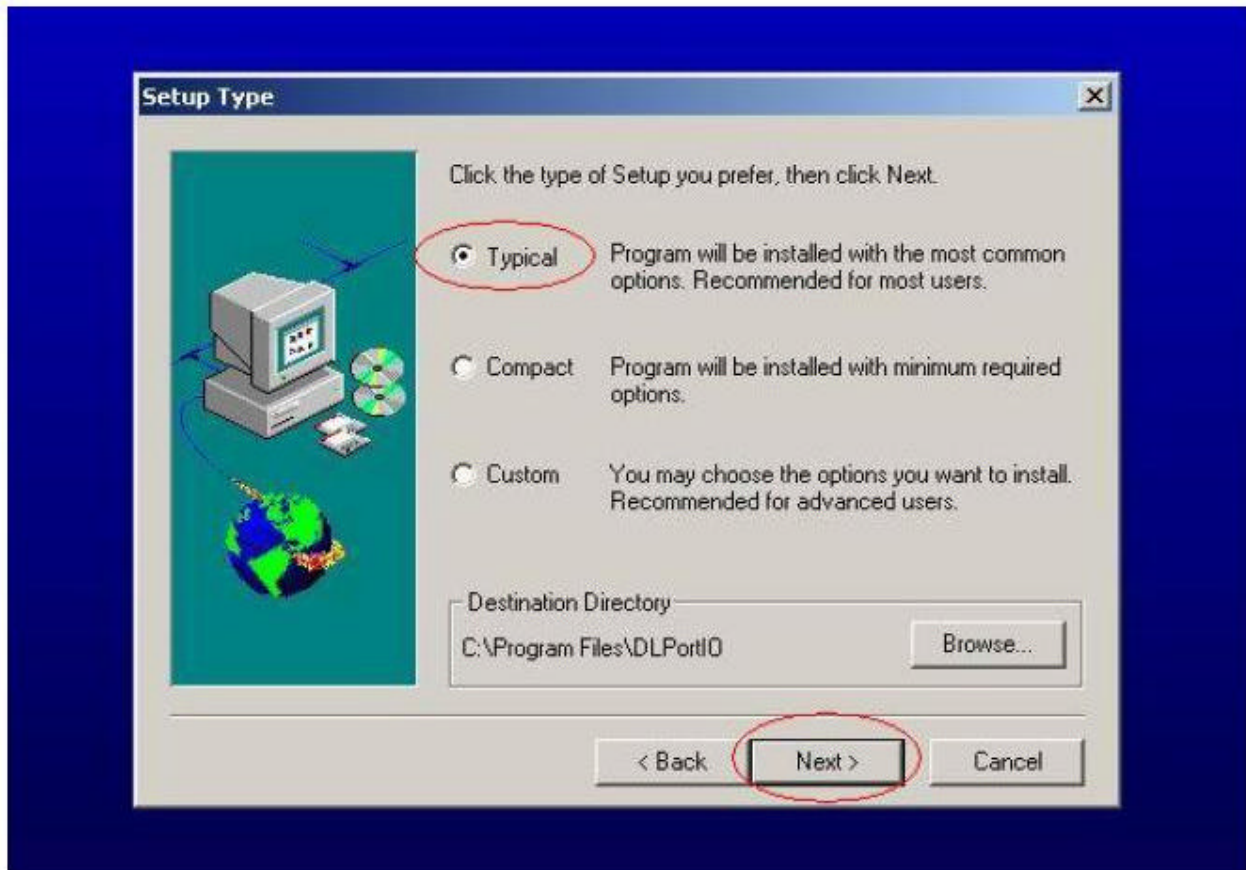 Setup Type
Click the type of Setup you prefer, then click Next.
Typical
Program will be installed with the most common
options. Recommended for most users.
Compact
Program will be installed with minimum required
options.
Custom
You may choose the options you want to install.
Recommended for advanced users.
Destination Directory
C:\Program Files\DLPortIO
Browse...
< Back
Next >
Cancel